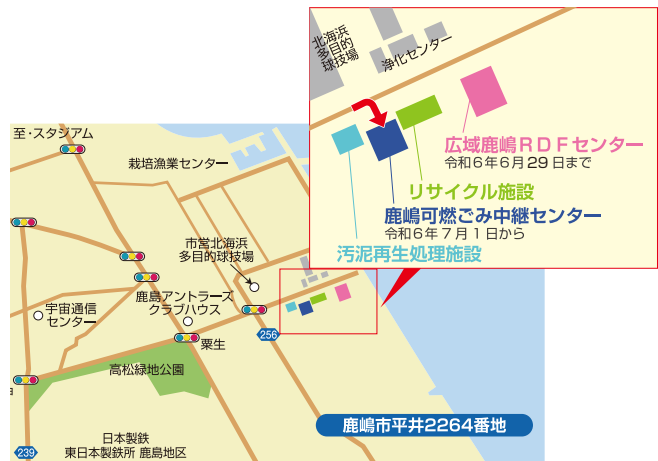 北海浜
多目的
球技場
浄化センター
広域鹿嶋RDFセンター
令和6年6月29日まで
リサイクル施設
鹿嶋可燃ごみ中継センター
令和6年7月1日から
汚泥再生処理施設
至・スタジアム
栽培漁業センター
市営北海浜
多目的球技場
鹿島アントラーズ
クラブハウス
宇宙通信
センター
256
粟生
高松緑地公園
鹿嶋市平井2264番地
日本製鉄
東日本製鉄所 鹿島地区
239